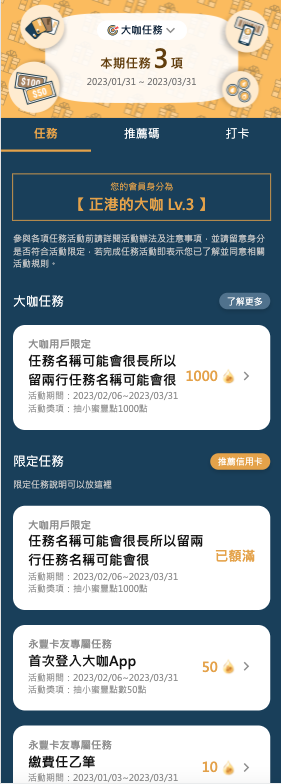 大咖任務
本期任務 3 項
2023/01/31 ~ 2023/03/31
$100
$50
任務
推薦碼
打卡
您的會員身分為
【 正港的大咖 Lv.3 】
參與各項任務活動前請詳閱活動辦法及注意事項，並請留意身分
是否符合活動限定，若完成任務活動即表示您已了解並同意相關
活動規則。
大咖任務
了解更多
大咖用戶限定
任務名稱可能會很長所以
留兩行任務名稱可能會很
1000
活動期間：2023/02/06~2023/03/31
活動獎項：抽小蜜豐點1000點
限定任務
推薦信用卡
限定任務說明可以放這裡
大咖用戶限定
任務名稱可能會很長所以留兩
行任務名稱可能會很
已額滿
活動期間：2023/02/06~2023/03/31
活動獎項：抽小蜜豐點1000點
永豐卡友專屬任務
首次登入大咖App
50
活動期間：2023/02/06~2023/03/31
活動獎項：抽小蜜豐點數50點
永豐卡友專屬任務
繳費任乙筆
10
活動期間：2023/01/03~2023/03/31